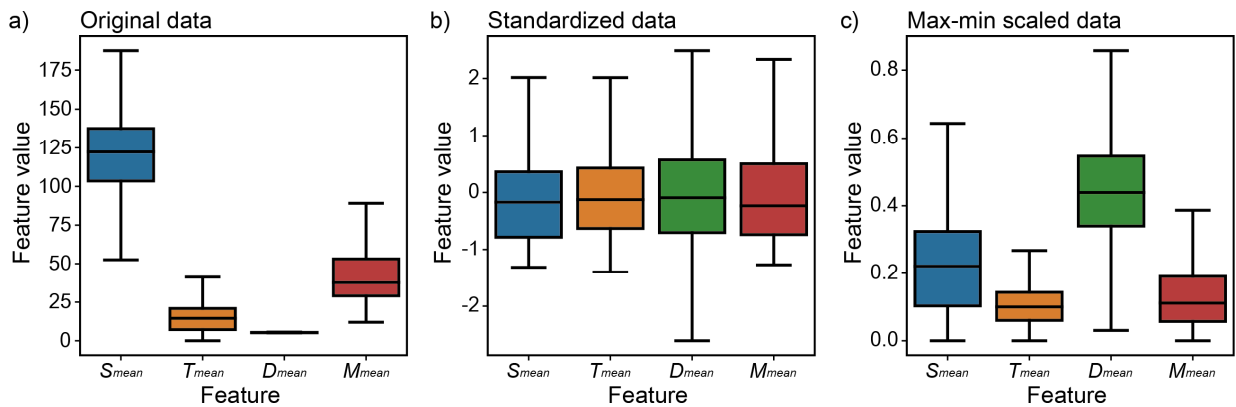 a) Original data
Feature value
175
150
125
100
75
50
25
0
Smean Tmean Dmean Mmean
Feature
b) Standardized data
Feature value
2
1
0
-1
-2
Smean Tmean Dmean Mmean
Feature
c) Max-min scaled data
Feature value
0.8
0.6
0.4
0.2
0.0
Smean Tmean Dmean Mmean
Feature